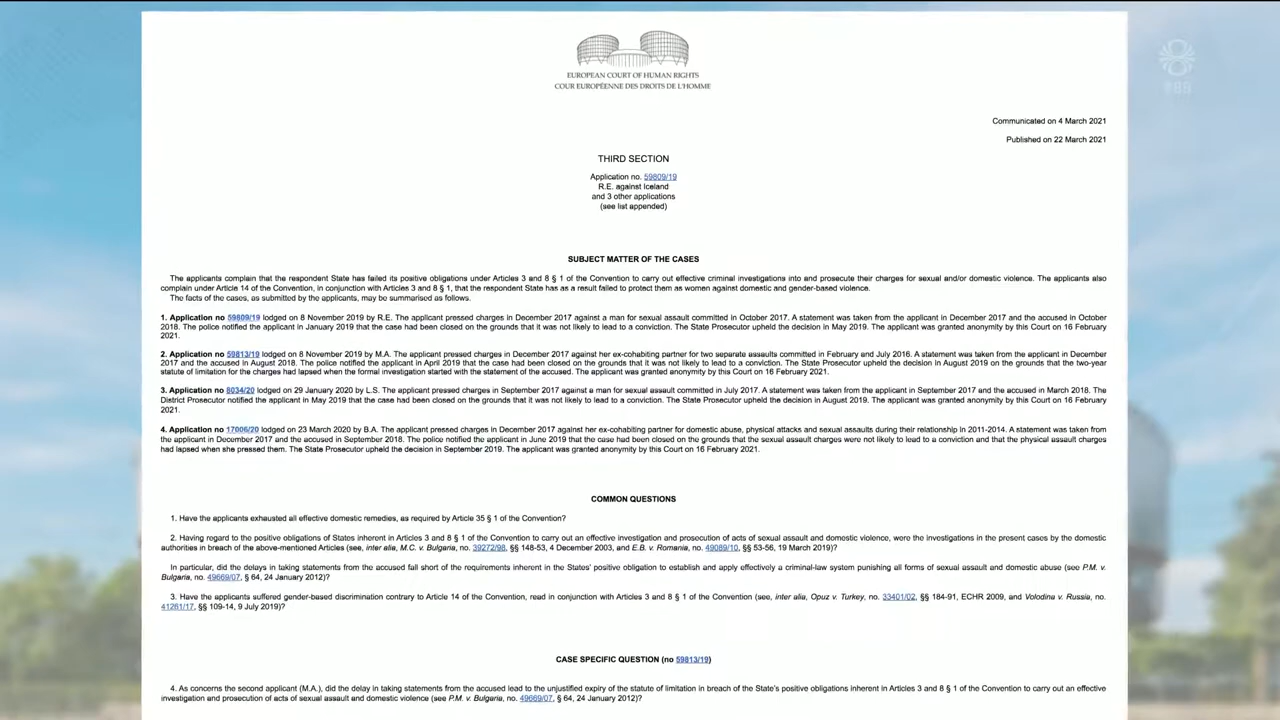 EUROPEAN COURT OF HUMAN RIGHTS
COUR EUROPÉENNE DES DROITS DE L'HOMME
Communicated on 4 March 2021
Published on 22 March 2021
THIRD SECTION
Application no. 59809/19
R.E. against Iceland
and 3 other applications
(see list appended)
SUBJECT MATTER OF THE CASES
The applicants complain that the respondent State has failed its positive obligations under Articles 3 and 8 § 1 of the Convention to carry out effective criminal investigations into and prosecute their charges for sexual and/or domestic violence. The applicants also
complain under Article 14 of the Convention, in conjunction with Articles 3 and 8 § 1, that the respondent State has as a result failed to protect them as women against domestic and gender-based violence.
The facts of the cases, as submitted by the applicants, may be summarised as follows.
1. Application no 59809/19 lodged on 8 November 2019 by R.E. The applicant pressed charges in December 2017 against a man for sexual assault committed in October 2017. A statement was taken from the applicant in December 2017 and the accused in October
2018. The police notified the applicant in January 2019 that the case had been closed on the grounds that it was not likely to lead to a conviction. The State Prosecutor upheld the decision in May 2019. The applicant was granted anonymity by this Court on 16 February
2021.
2. Application no 59813/19 lodged on 8 November 2019 by M.A. The applicant pressed charges in December 2017 against her ex-cohabiting partner for two separate assaults committed in February and July 2016. A statement was taken from the applicant in December
2017 and the accused in August 2018. The police notified the applicant in April 2019 that the case had been closed on the grounds that it was not likely to lead to a conviction. The State Prosecutor upheld the decision in August 2019 on the grounds that the two-year
statute of limitation for the charges had lapsed when the formal investigation started with the statement of the accused. The applicant was granted anonymity by this Court on 16 February 2021.
3. Application no 8034/20 lodged on 29 January 2020 by L.S. The applicant pressed charges in September 2017 against a man for sexual assault committed in July 2017. A statement was taken from the applicant in September 2017 and the accused in March 2018. The
District Prosecutor notified the applicant in May 2019 that the case had been closed on the grounds that it was not likely to lead to a conviction. The State Prosecutor upheld the decision in August 2019. The applicant was granted anonymity by this Court on 16 February
2021.
4. Application no 17006/20 lodged on 23 March 2020 by B.A. The applicant pressed charges in December 2017 against her ex-cohabiting partner for domestic abuse, physical attacks and sexual assaults during their relationship in 2011-2014. A statement was taken from
the applicant in December 2017 and the accused in September 2018. The police notified the applicant in June 2019 that the case had been closed on the grounds that the sexual assault charges were not likely to lead to a conviction and that the physical assault charges
had lapsed when she pressed them. The State Prosecutor upheld the decision in September 2019. The applicant was granted anonymity by this Court on 16 February 2021.
COMMON QUESTIONS
1. Have the applicants exhausted all effective domestic remedies, as required by Article 35 § 1 of the Convention?
2. Having regard to the positive obligations of States inherent in Articles 3 and 8 § 1 of the Convention to carry out an effective investigation and prosecution of acts of sexual assault and domestic violence, were the investigations in the present cases by the domestic
authorities in breach of the above-mentioned Articles (see, inter alia, M.C. v. Bulgaria, no. 39272/98, §§ 148-53, 4 December 2003, and E.B. v. Romania, no. 49089/10, §§ 53-56, 19 March 2019)?
In particular, did the delays in taking statements from the accused fall short of the requirements inherent in the States' positive obligation to establish and apply effectively a criminal-law system punishing all forms of sexual assault and domestic abuse (see P.M. v.
Bulgaria, no. 49669/07, § 64, 24 January 2012)?
3. Have the applicants suffered gender-based discrimination contrary to Article 14 of the Convention, read in conjunction with Articles 3 and 8 § 1 of the Convention (see, inter alia, Opuz v. Turkey, no. 33401/02, §§ 184-91, ECHR 2009, and Volodina v. Russia, no.
41261/17, §§ 109-14, 9 July 2019)?
CASE SPECIFIC QUESTION (no 59813/19)
4. As concerns the second applicant (M.A.), did the delay in taking statements from the accused lead to the unjustified expiry of the statute of limitation in breach of the State's positive obligations inherent in Articles 3 and 8 § 1 of the Convention to carry out an effective
investigation and prosecution of acts of sexual assault and domestic violence (see P.M. v. Bulgaria, no. 49669/07, § 64, 24 January 2012)?